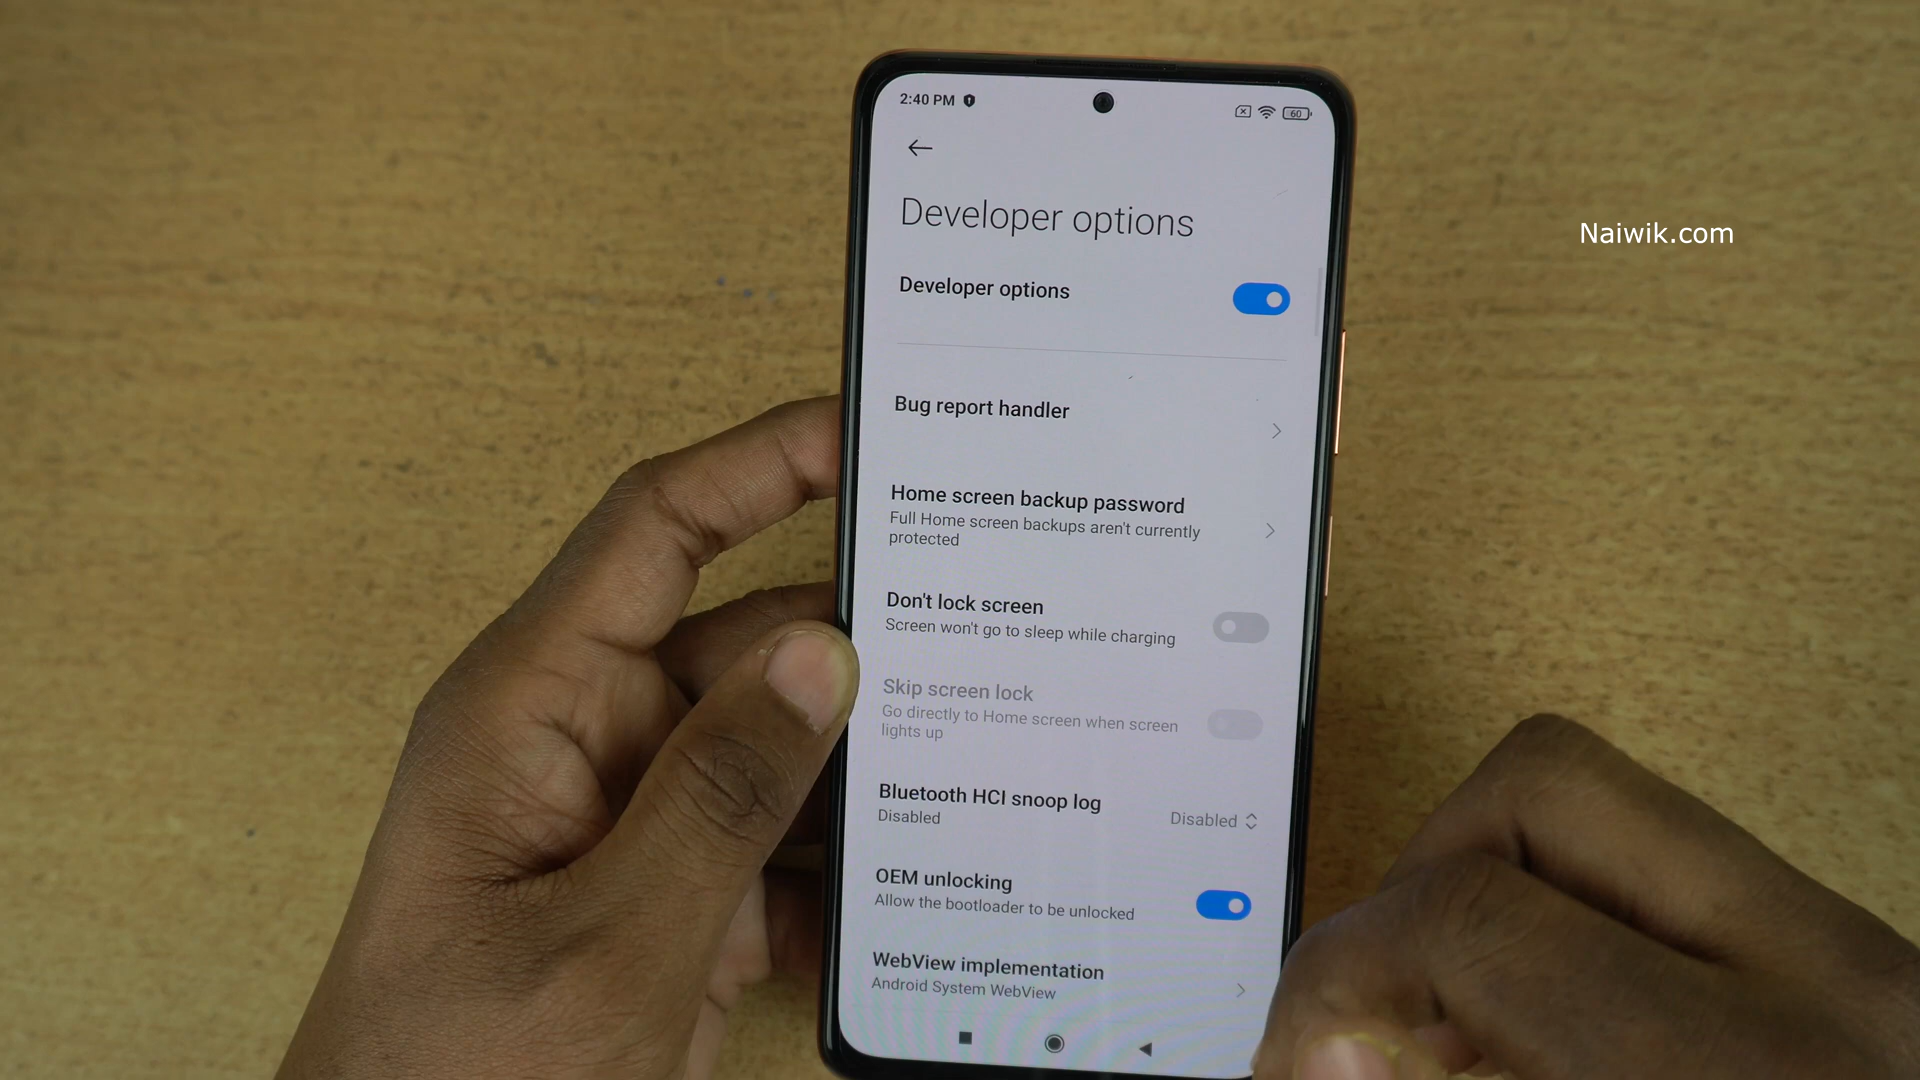 2:40 PM
60
Developer options
Naiwik.com
Developer options
Bug report handler
Home screen backup password
Full Home screen backups aren't currently
protected
Don't lock screen
Screen won't go to sleep while charging
Skip screen lock
Go directly to Home screen when screen
lights up
Bluetooth HCI snoop log
Disabled
Disabled
OEM unlocking
Allow the bootloader to be unlocked
WebView implementation
Android System WebView